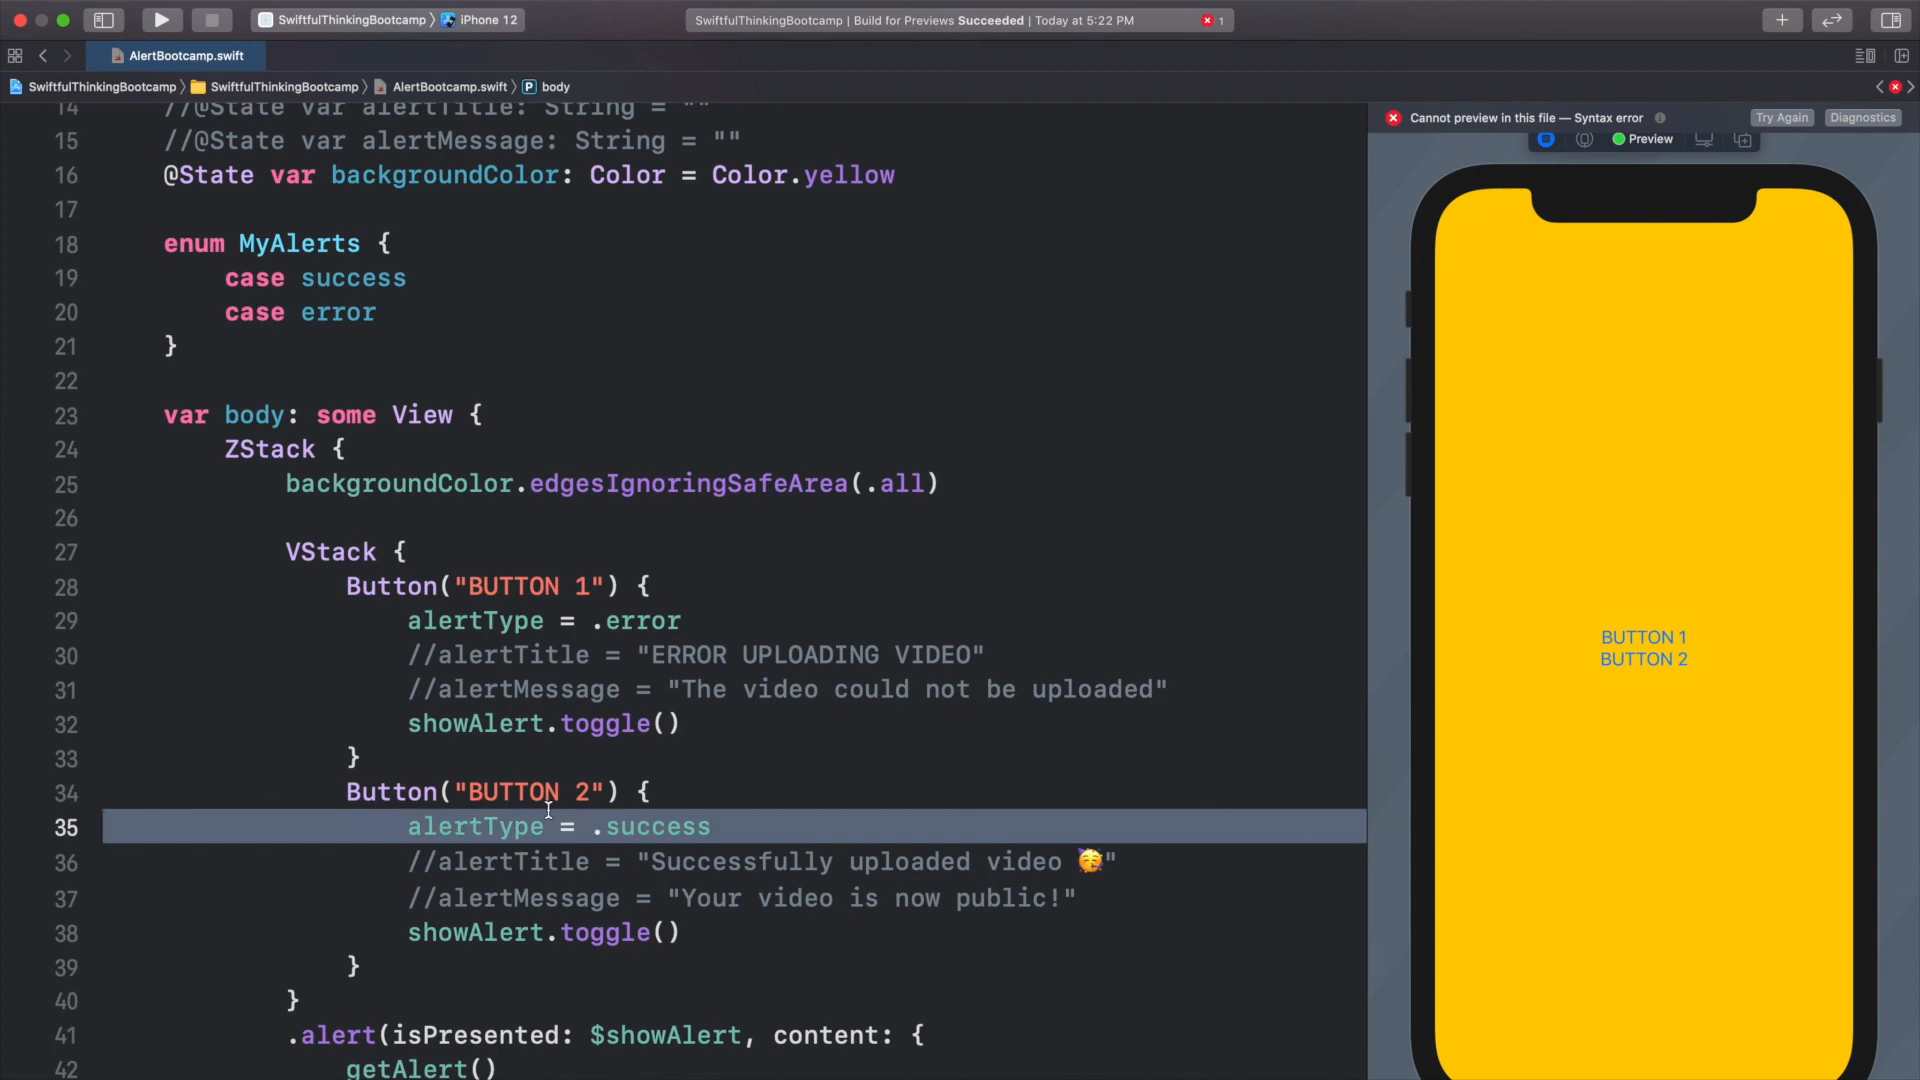 SwiftfulThinkingBootcamp 〉 iPhone 12
SwiftfulThinkingBootcamp | Build for Previews Succeeded | Today at 5:22 PM
1
AlertBootcamp.swift
SwiftfulThinkingBootcamp 〉 SwiftfulThinkingBootcamp 〉 AlertBootcamp.swift 〉 P body
14 //@State var alertTitle: String = ""
15 //@State var alertMessage: String = ""
16 @State var backgroundColor: Color = Color.yellow
17
18 enum MyAlerts {
19 case success
20 case error
21 }
22
23 var body: some View {
24 ZStack {
25 backgroundColor.edgesIgnoringSafeArea(.all)
26
27 VStack {
28 Button("BUTTON 1") {
29 alertType = .error
30 //alertTitle = "ERROR UPLOADING VIDEO"
31 //alertMessage = "The video could not be uploaded"
32 showAlert.toggle()
33 }
34 Button("BUTTON 2") {
35 alertType = .success
36 //alertTitle = "Successfully uploaded video 🥳"
37 //alertMessage = "Your video is now public!"
38 showAlert.toggle()
39 }
40 }
41 .alert(isPresented: $showAlert, content: {
42 getAlert()
Cannot preview in this file — Syntax error
Try Again
Diagnostics
Preview
BUTTON 1
BUTTON 2